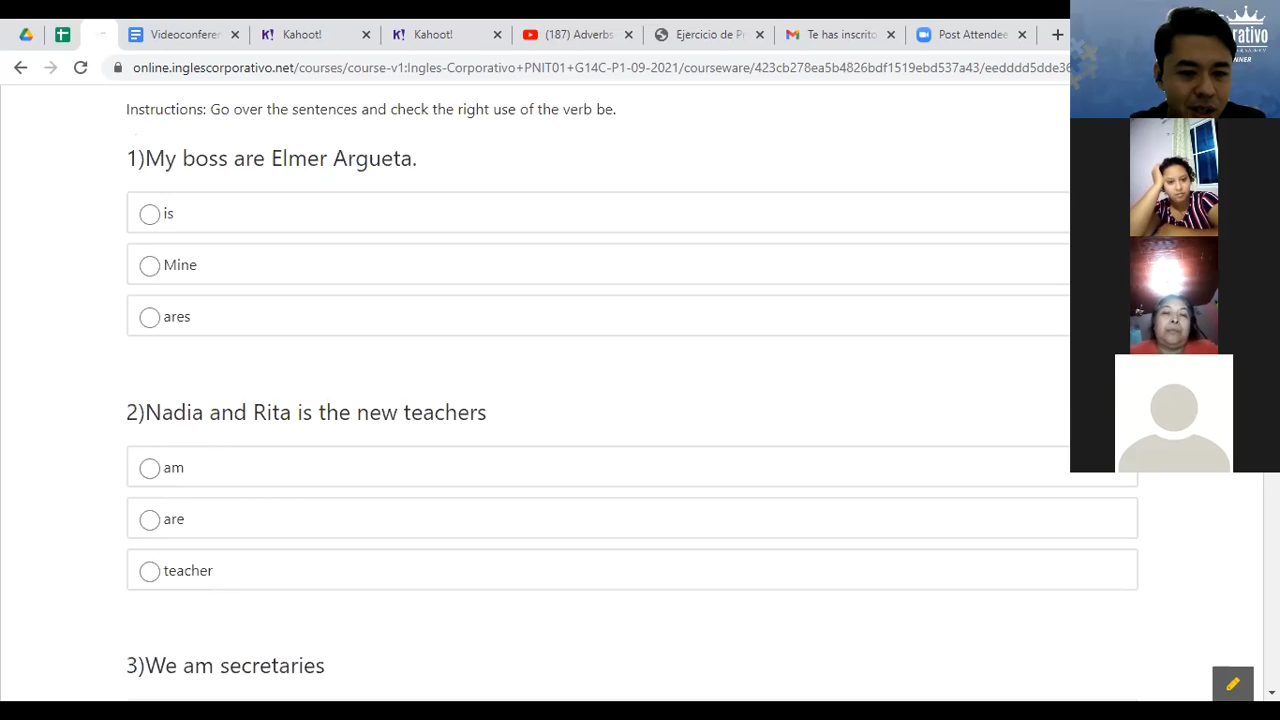 Videoconfere
Kahoot!
Kahoot!
(187) Adverbs
Ejercicio de Pr
Te has inscrito
Post Attendee
online.inglescorporativo.net/courses/course-v1:Ingles-Corporativo+PNIT01+G14C-P1-09-2021/courseware/423cb278ea5b4826bdf1519ebd537a43/eedddd5dde36
Instructions: Go over the sentences and check the right use of the verb be.
1)My boss are Elmer Argueta.
is
Mine
ares
2)Nadia and Rita is the new teachers
am
are
teacher
3)We am secretaries